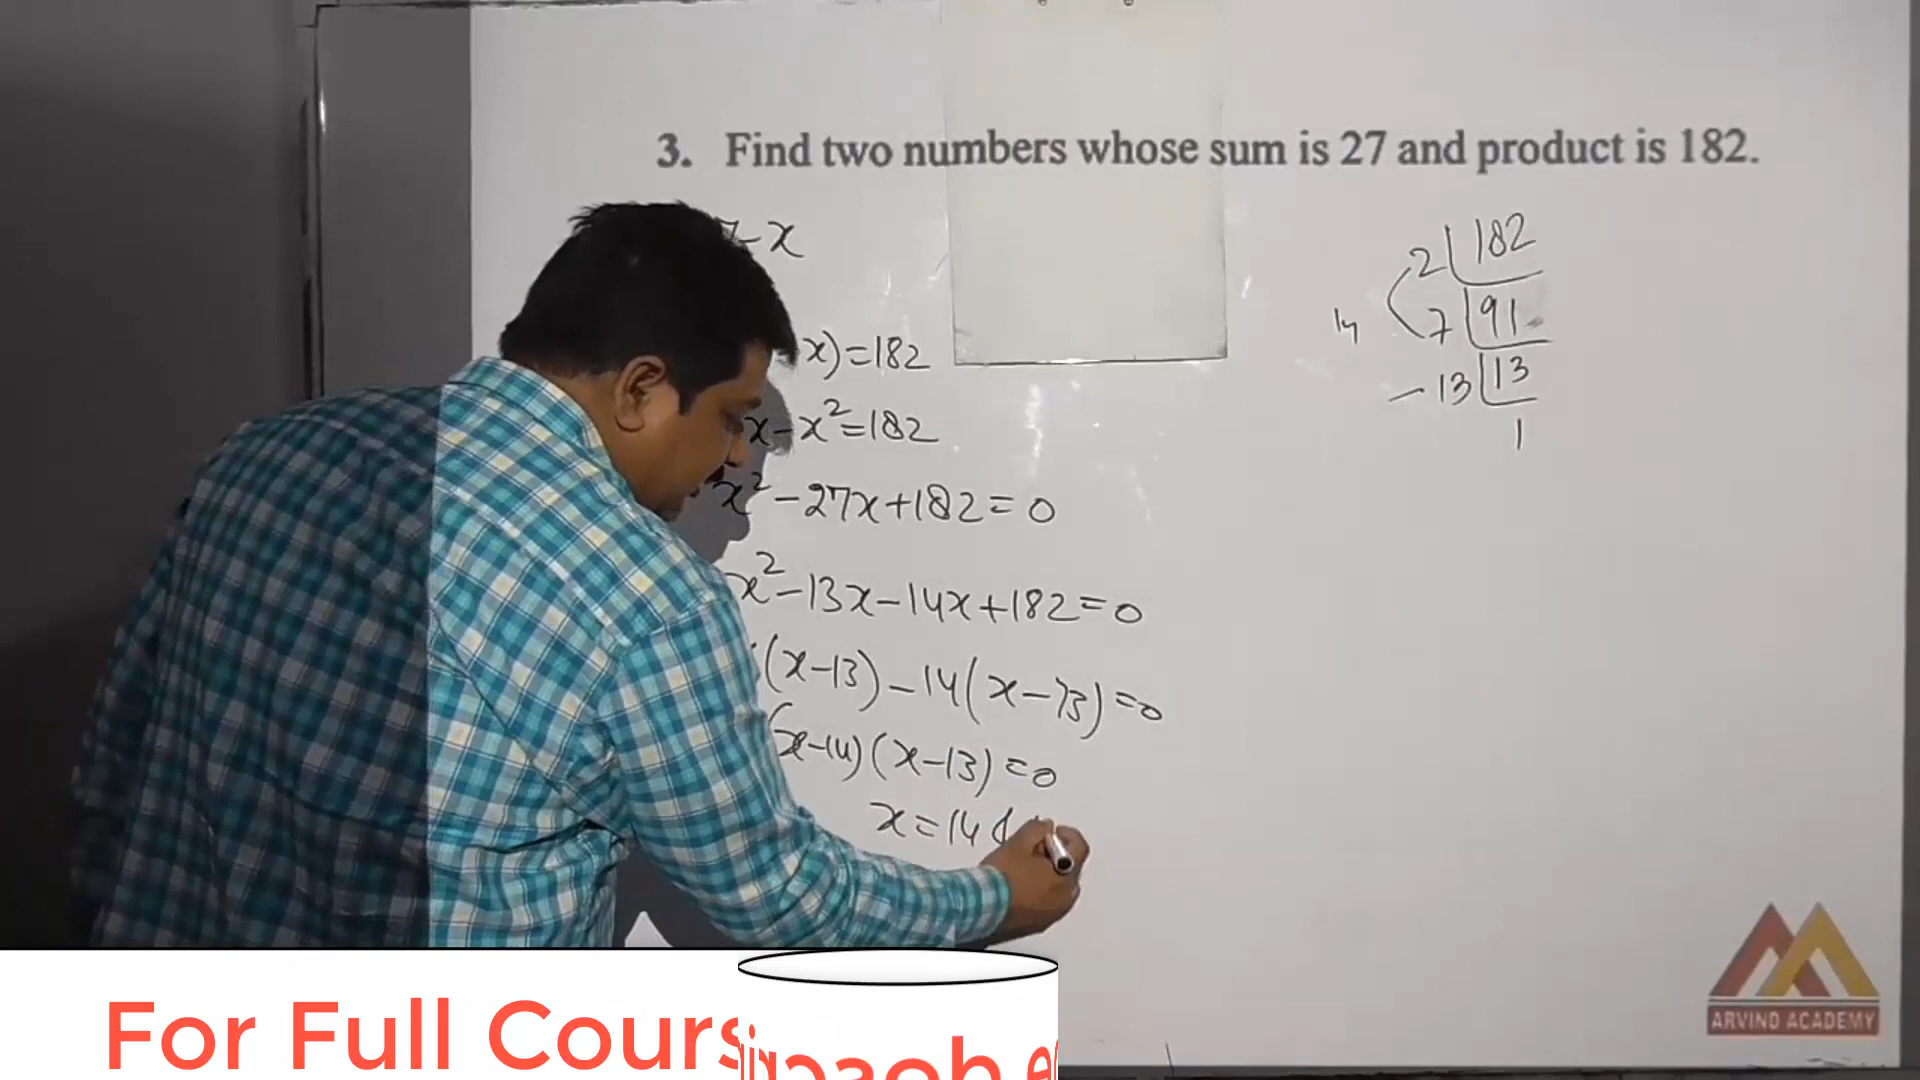 3. Find two numbers whose sum is 27 and product is 182.
7-x
x)=182
x-x²=182
x²-27x+182=0
x²-13x-14x+182=0
(x-13)-14(x-13)=0
(x-14)(x-13)=0
x=14
2 182
7 91
14
-13 13
1
ARVIND ACADEMY
For Full Cours